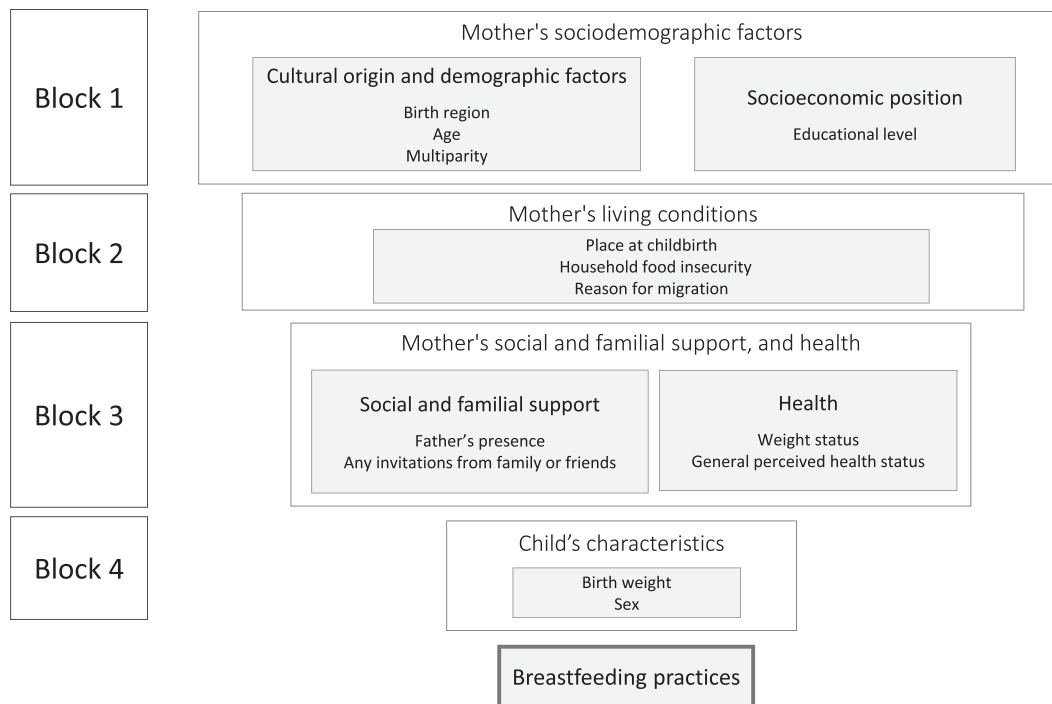 Block 1
Mother's sociodemographic factors
Cultural origin and demographic factors
Birth region
Age
Multiparity
Socioeconomic position
Educational level
Block 2
Mother's living conditions
Place at childbirth
Household food insecurity
Reason for migration
Block 3
Mother's social and familial support, and health
Social and familial support
Father’s presence
Any invitations from family or friends
Health
Weight status
General perceived health status
Block 4
Child’s characteristics
Birth weight
Sex
Breastfeeding practices